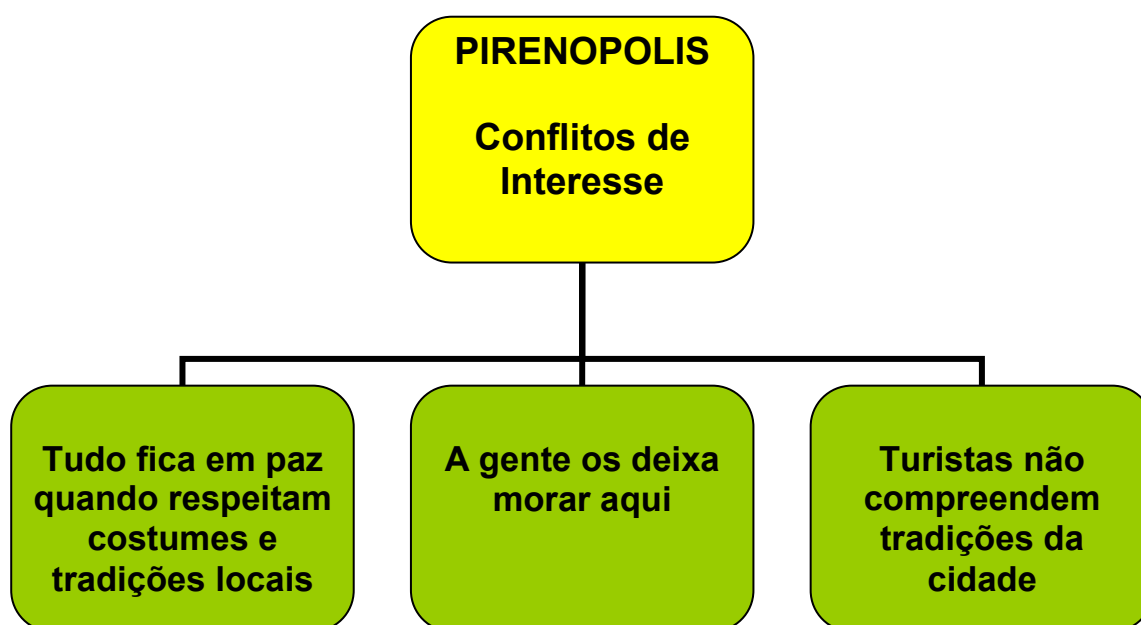 PIRENOPOLIS
Conflitos de
Interesse
Tudo fica em paz
quando respeitam
costumes e
tradições locais
A gente os deixa
morar aqui
Turistas não
compreendem
tradições da
cidade